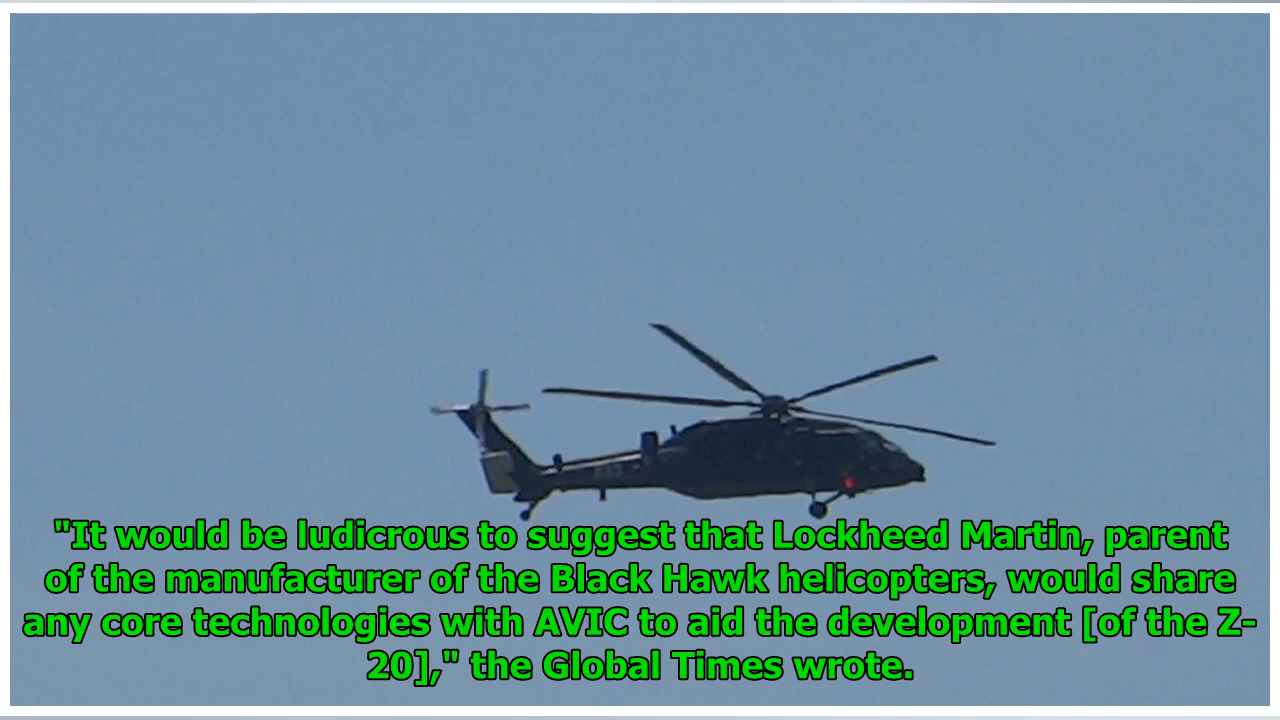 "It would be ludicrous to suggest that Lockheed Martin, parent
of the manufacturer of the Black Hawk helicopters, would share
any core technologies with AVIC to aid the development [of the Z-
20]," the Global Times wrote.